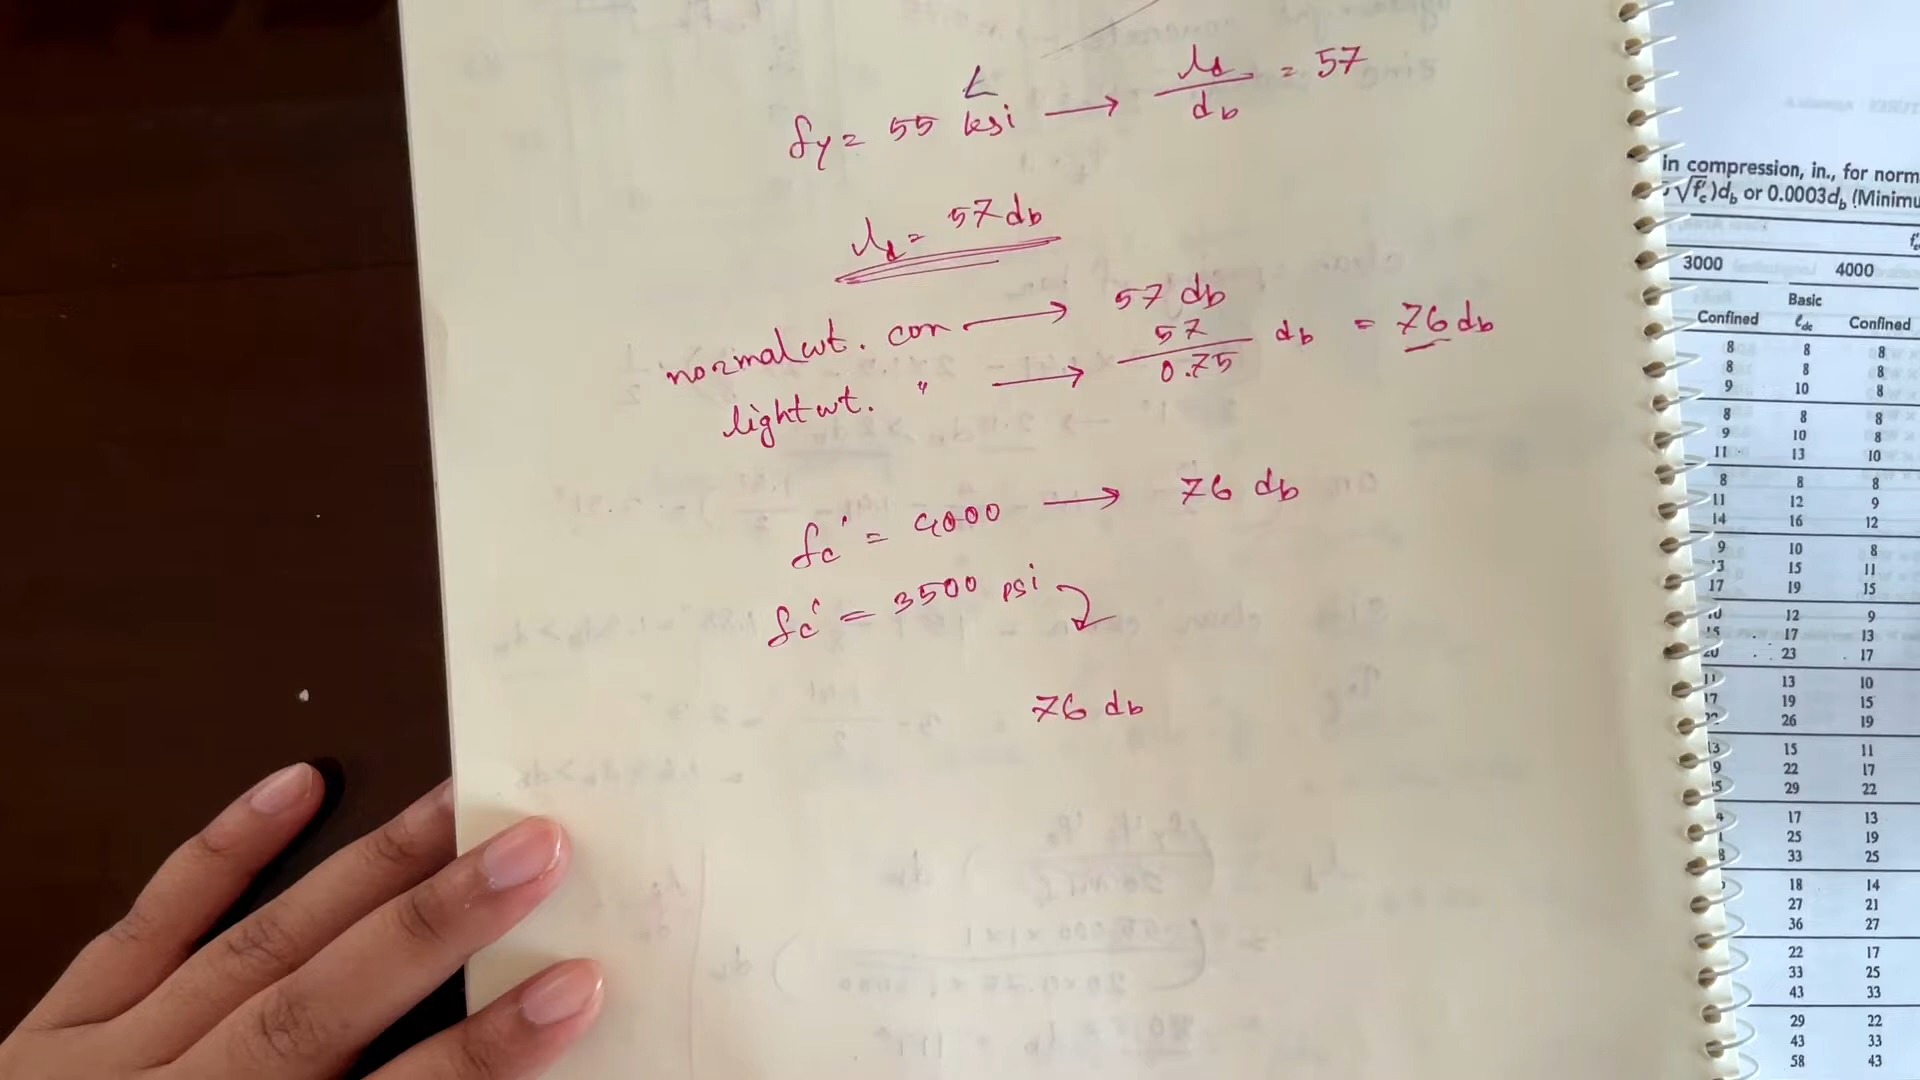 fy = 55 ksi → ld / db = 57
ld = 57 db
normal wt. con → 57 db
light wt. " → 57 / 0.75 db = 76 db
fc' = 4000 → 76 db
fc' = 3500 psi
76 db
in compression, in., for norm
√f'c)db or 0.0003db (Minimu
3000 4000
Basic
Confined ℓdc Confined
8 8 8
8 8 8
9 10 8
8 8 8
9 10 8
11 13 10
8 8 8
11 12 9
14 16 12
9 10 8
13 15 11
17 19 15
12 9
17 13
23 17
13 10
19 15
26 19
15 11
22 17
29 22
17 13
25 19
33 25
18 14
27 21
36 27
22 17
33 25
43 33
29 22
43 33
58 43